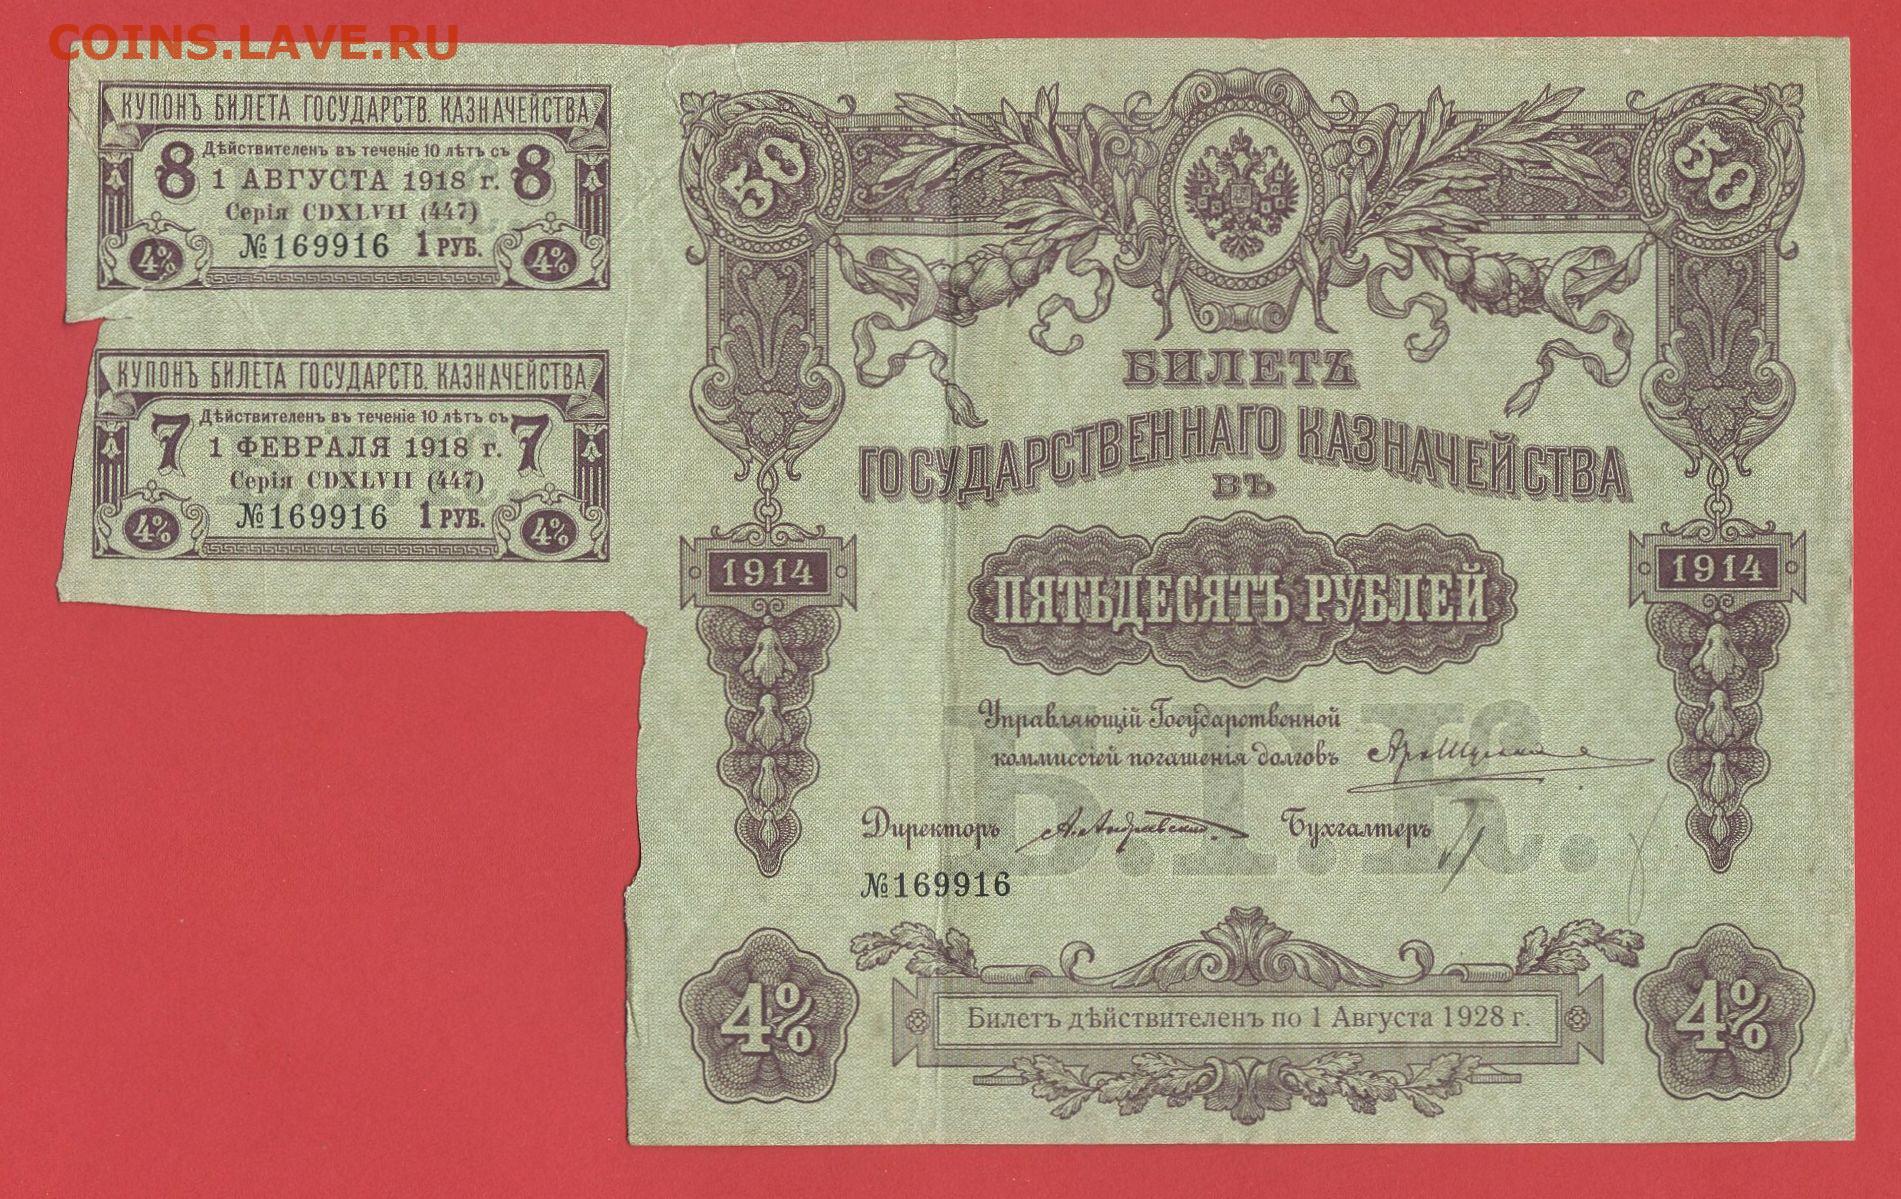 COINS.LAVE.RU
КУПОНЪ БИЛЕТА ГОСУДАРСТВ. КАЗНАЧЕЙСТВА
Дѣйствителенъ въ теченіе 10 лѣтъ съ
8 1 АВГУСТА 1918 г. 8
Серія CDXLVII (447)
№169916 1 РУБ.
4% 4%
КУПОНЪ БИЛЕТА ГОСУДАРСТВ. КАЗНАЧЕЙСТВА
Дѣйствителенъ въ теченіе 10 лѣтъ съ
7 1 ФЕВРАЛЯ 1918 г. 7
Серія CDXLVII (447)
№169916 1 РУБ.
4% 4%
50 50
БИЛЕТЪ
ГОСУДАРСТВЕННАГО КАЗНАЧЕЙСТВА
ВЪ
1914 1914
ПЯТЬДЕСЯТЪ РУБЛЕЙ
Управляющій Государственной
коммиссіей погашенія долговъ
Директоръ Бухгалтеръ
№169916
4% 4%
Билетъ дѣйствителенъ по 1 Августа 1928 г.